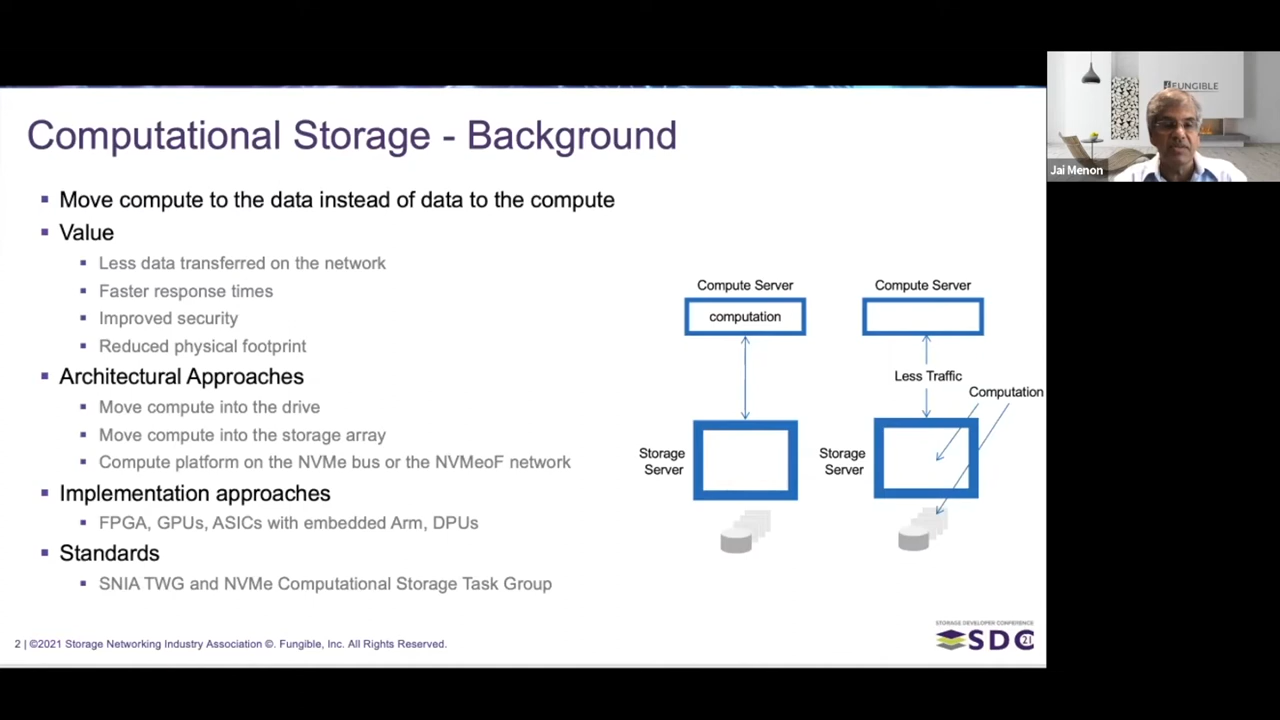 Computational Storage - Background
Move compute to the data instead of data to the compute
Value
Less data transferred on the network
Faster response times
Improved security
Reduced physical footprint
Architectural Approaches
Move compute into the drive
Move compute into the storage array
Compute platform on the NVMe bus or the NVMeoF network
Implementation approaches
FPGA, GPUs, ASICs with embedded Arm, DPUs
Standards
SNIA TWG and NVMe Computational Storage Task Group
Compute Server
computation
Storage
Server
Compute Server
Less Traffic
Computation
Storage
Server
2 | ©2021 Storage Networking Industry Association ©. Fungible, Inc. All Rights Reserved.
STORAGE DEVELOPER CONFERENCE
SDC
21
FUNGIBLE
Jai Menon